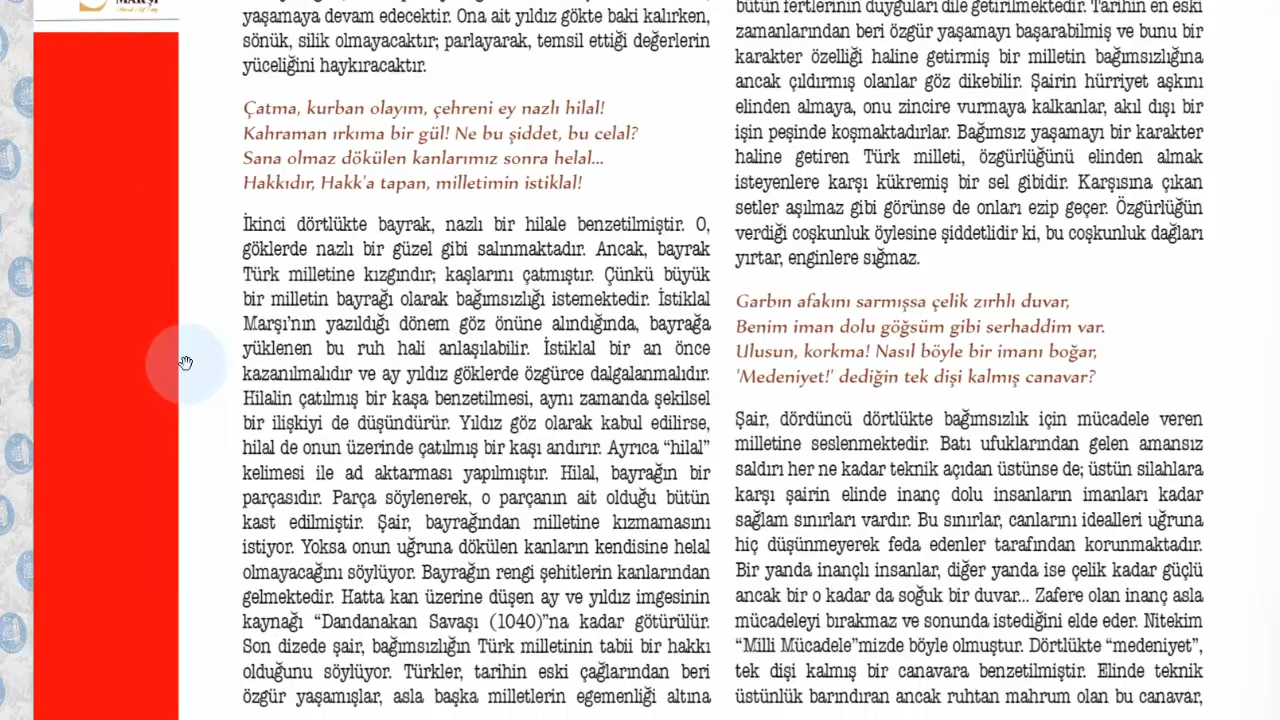 MARŞI
yaşamaya devam edecektir. Ona ait yıldız gökte baki kalırken,
sönük, silik olmayacaktır; parlayarak, temsil ettiği değerlerin
yüceliğini haykıracaktır.
Çatma, kurban olayım, çehreni ey nazlı hilal!
Kahraman ırkıma bir gül! Ne bu şiddet, bu celal?
Sana olmaz dökülen kanlarımız sonra helal...
Hakkıdır, Hakk'a tapan, milletimin istiklal!
İkinci dörtlükte bayrak, nazlı bir hilale benzetilmiştir. O,
göklerde nazlı bir güzel gibi salınmaktadır. Ancak, bayrak
Türk milletine kızgındır; kaşlarını çatmıştır. Çünkü büyük
bir milletin bayrağı olarak bağımsızlığı istemektedir. İstiklal
Marşı’nın yazıldığı dönem göz önüne alındığında, bayrağa
yüklenen bu ruh hali anlaşılabilir. İstiklal bir an önce
kazanılmalıdır ve ay yıldız göklerde özgürce dalgalanmalıdır.
Hilalin çatılmış bir kaşa benzetilmesi, aynı zamanda şekilsel
bir ilişkiyi de düşündürür. Yıldız göz olarak kabul edilirse,
hilal de onun üzerinde çatılmış bir kaşı andırır. Ayrıca “hilal”
kelimesi ile ad aktarması yapılmıştır. Hilal, bayrağın bir
parçasıdır. Parça söylenerek, o parçanın ait olduğu bütün
kast edilmiştir. Şair, bayrağından milletine kızmamasını
istiyor. Yoksa onun uğruna dökülen kanların kendisine helal
olmayacağını söylüyor. Bayrağın rengi şehitlerin kanlarından
gelmektedir. Hatta kan üzerine düşen ay ve yıldız imgesinin
kaynağı “Dandanakan Savaşı (1040)”na kadar götürülür.
Son dizede şair, bağımsızlığın Türk milletinin tabii bir hakkı
olduğunu söylüyor. Türkler, tarihin eski çağlarından beri
özgür yaşamışlar, asla başka milletlerin egemenliği altına
bütün fertlerinin duyguları dile getirilmektedir. Tarihin en eski
zamanlarından beri özgür yaşamayı başarabilmiş ve bunu bir
karakter özelliği haline getirmiş bir milletin bağımsızlığına
ancak çıldırmış olanlar göz dikebilir. Şairin hürriyet aşkını
elinden almaya, onu zincire vurmaya kalkanlar, akıl dışı bir
işin peşinde koşmaktadırlar. Bağımsız yaşamayı bir karakter
haline getiren Türk milleti, özgürlüğünü elinden almak
isteyenlere karşı kükremiş bir sel gibidir. Karşısına çıkan
setler aşılmaz gibi görünse de onları ezip geçer. Özgürlüğün
verdiği coşkunluk öylesine şiddetlidir ki, bu coşkunluk dağları
yırtar, enginlere sığmaz.
Garbın afakını sarmışsa çelik zırhlı duvar,
Benim iman dolu göğsüm gibi serhaddim var.
Ulusun, korkma! Nasıl böyle bir imanı boğar,
'Medeniyet!' dediğin tek dişi kalmış canavar?
Şair, dördüncü dörtlükte bağımsızlık için mücadele veren
milletine seslenmektedir. Batı ufuklarından gelen amansız
saldırı her ne kadar teknik açıdan üstünse de; üstün silahlara
karşı şairin elinde inanç dolu insanların imanları kadar
sağlam sınırları vardır. Bu sınırlar, canlarını idealleri uğruna
hiç düşünmeyerek feda edenler tarafından korunmaktadır.
Bir yanda inançlı insanlar, diğer yanda ise çelik kadar güçlü
ancak bir o kadar da soğuk bir duvar... Zafere olan inanç asla
mücadeleyi bırakmaz ve sonunda istediğini elde eder. Nitekim
“Milli Mücadele”mizde böyle olmuştur. Dörtlükte “medeniyet”,
tek dişi kalmış bir canavara benzetilmiştir. Elinde teknik
üstünlük barındıran ancak ruhtan mahrum olan bu canavar,